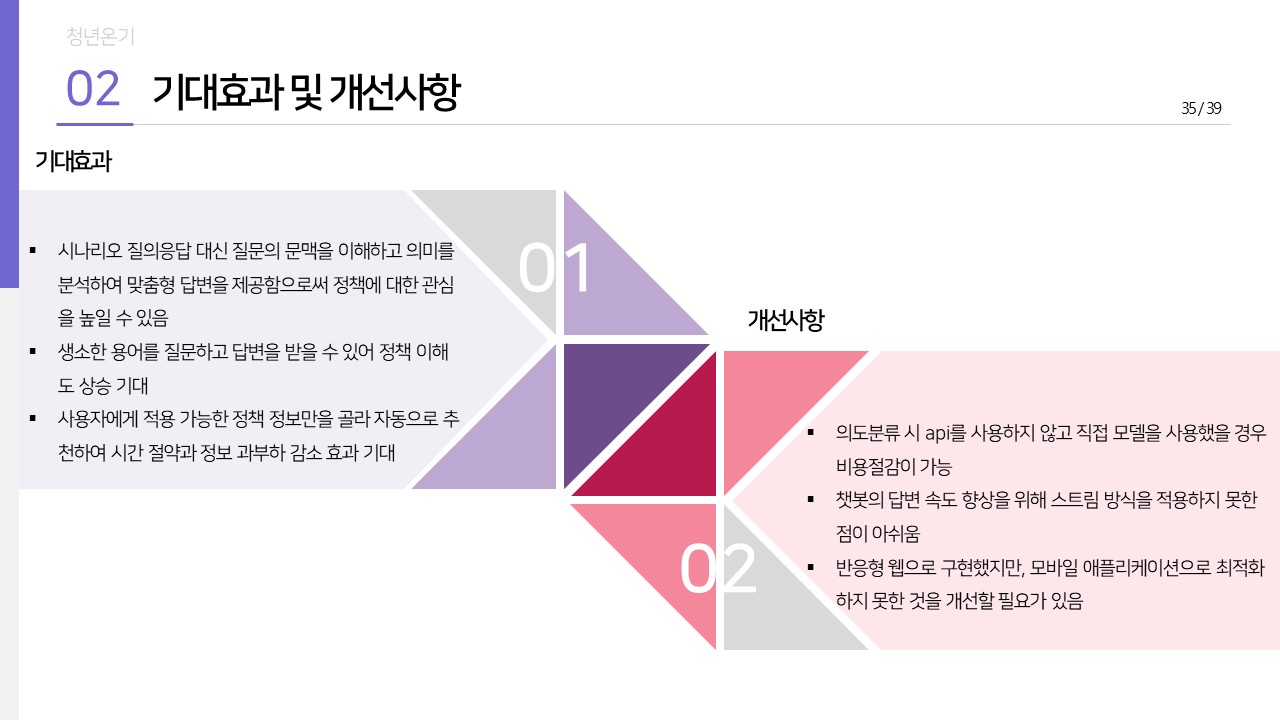 청년온기
02 기대효과 및 개선사항
35 / 39
기대효과
01
▪ 시나리오 질의응답 대신 질문의 문맥을 이해하고 의미를
분석하여 맞춤형 답변을 제공함으로써 정책에 대한 관심
을 높일 수 있음
▪ 생소한 용어를 질문하고 답변을 받을 수 있어 정책 이해
도 상승 기대
▪ 사용자에게 적용 가능한 정책 정보만을 골라 자동으로 추
천하여 시간 절약과 정보 과부하 감소 효과 기대
개선사항
02
▪ 의도분류 시 api를 사용하지 않고 직접 모델을 사용했을 경우
비용절감이 가능
▪ 챗봇의 답변 속도 향상을 위해 스트림 방식을 적용하지 못한
점이 아쉬움
▪ 반응형 웹으로 구현했지만, 모바일 애플리케이션으로 최적화
하지 못한 것을 개선할 필요가 있음